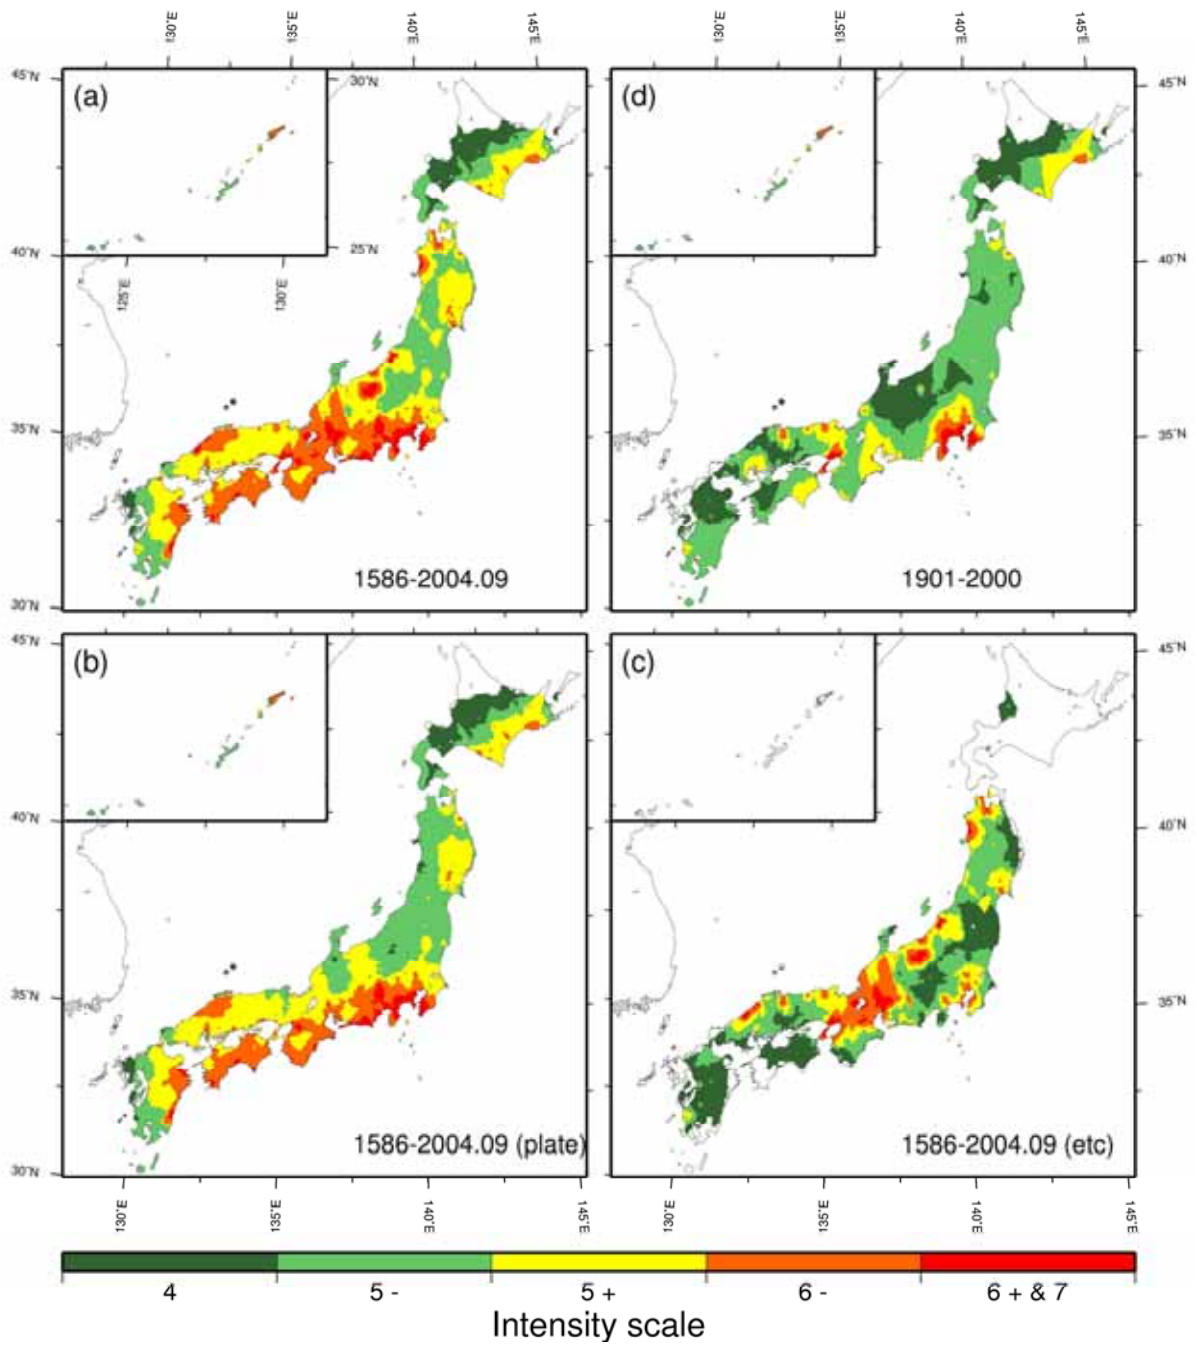 130°E 135°E 140°E 145°E 130°E 135°E 140°E 145°E
45°N (a) 30°N (d) 45°N
40°N 25°N 40°N
125°E 130°E
35°N 35°N
1586-2004.09 1901-2000
30°N
45°N (b) (c) 45°N
40°N 40°N
35°N 35°N
1586-2004.09 (plate) 1586-2004.09 (etc)
30°N
130°E 135°E 140°E 145°E 130°E 135°E 140°E 145°E
4 5 - 5 + 6 - 6 + & 7
Intensity scale